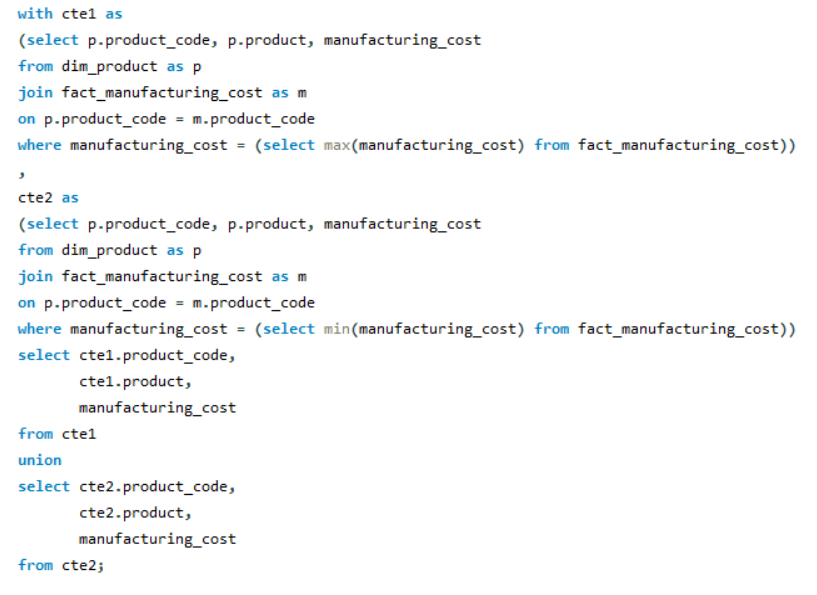 with cte1 as
(select p.product_code, p.product, manufacturing_cost
from dim_product as p
join fact_manufacturing_cost as m
on p.product_code = m.product_code
where manufacturing_cost = (select max(manufacturing_cost) from fact_manufacturing_cost))
,
cte2 as
(select p.product_code, p.product, manufacturing_cost
from dim_product as p
join fact_manufacturing_cost as m
on p.product_code = m.product_code
where manufacturing_cost = (select min(manufacturing_cost) from fact_manufacturing_cost))
select cte1.product_code,
       cte1.product,
       manufacturing_cost
from cte1
union
select cte2.product_code,
       cte2.product,
       manufacturing_cost
from cte2;